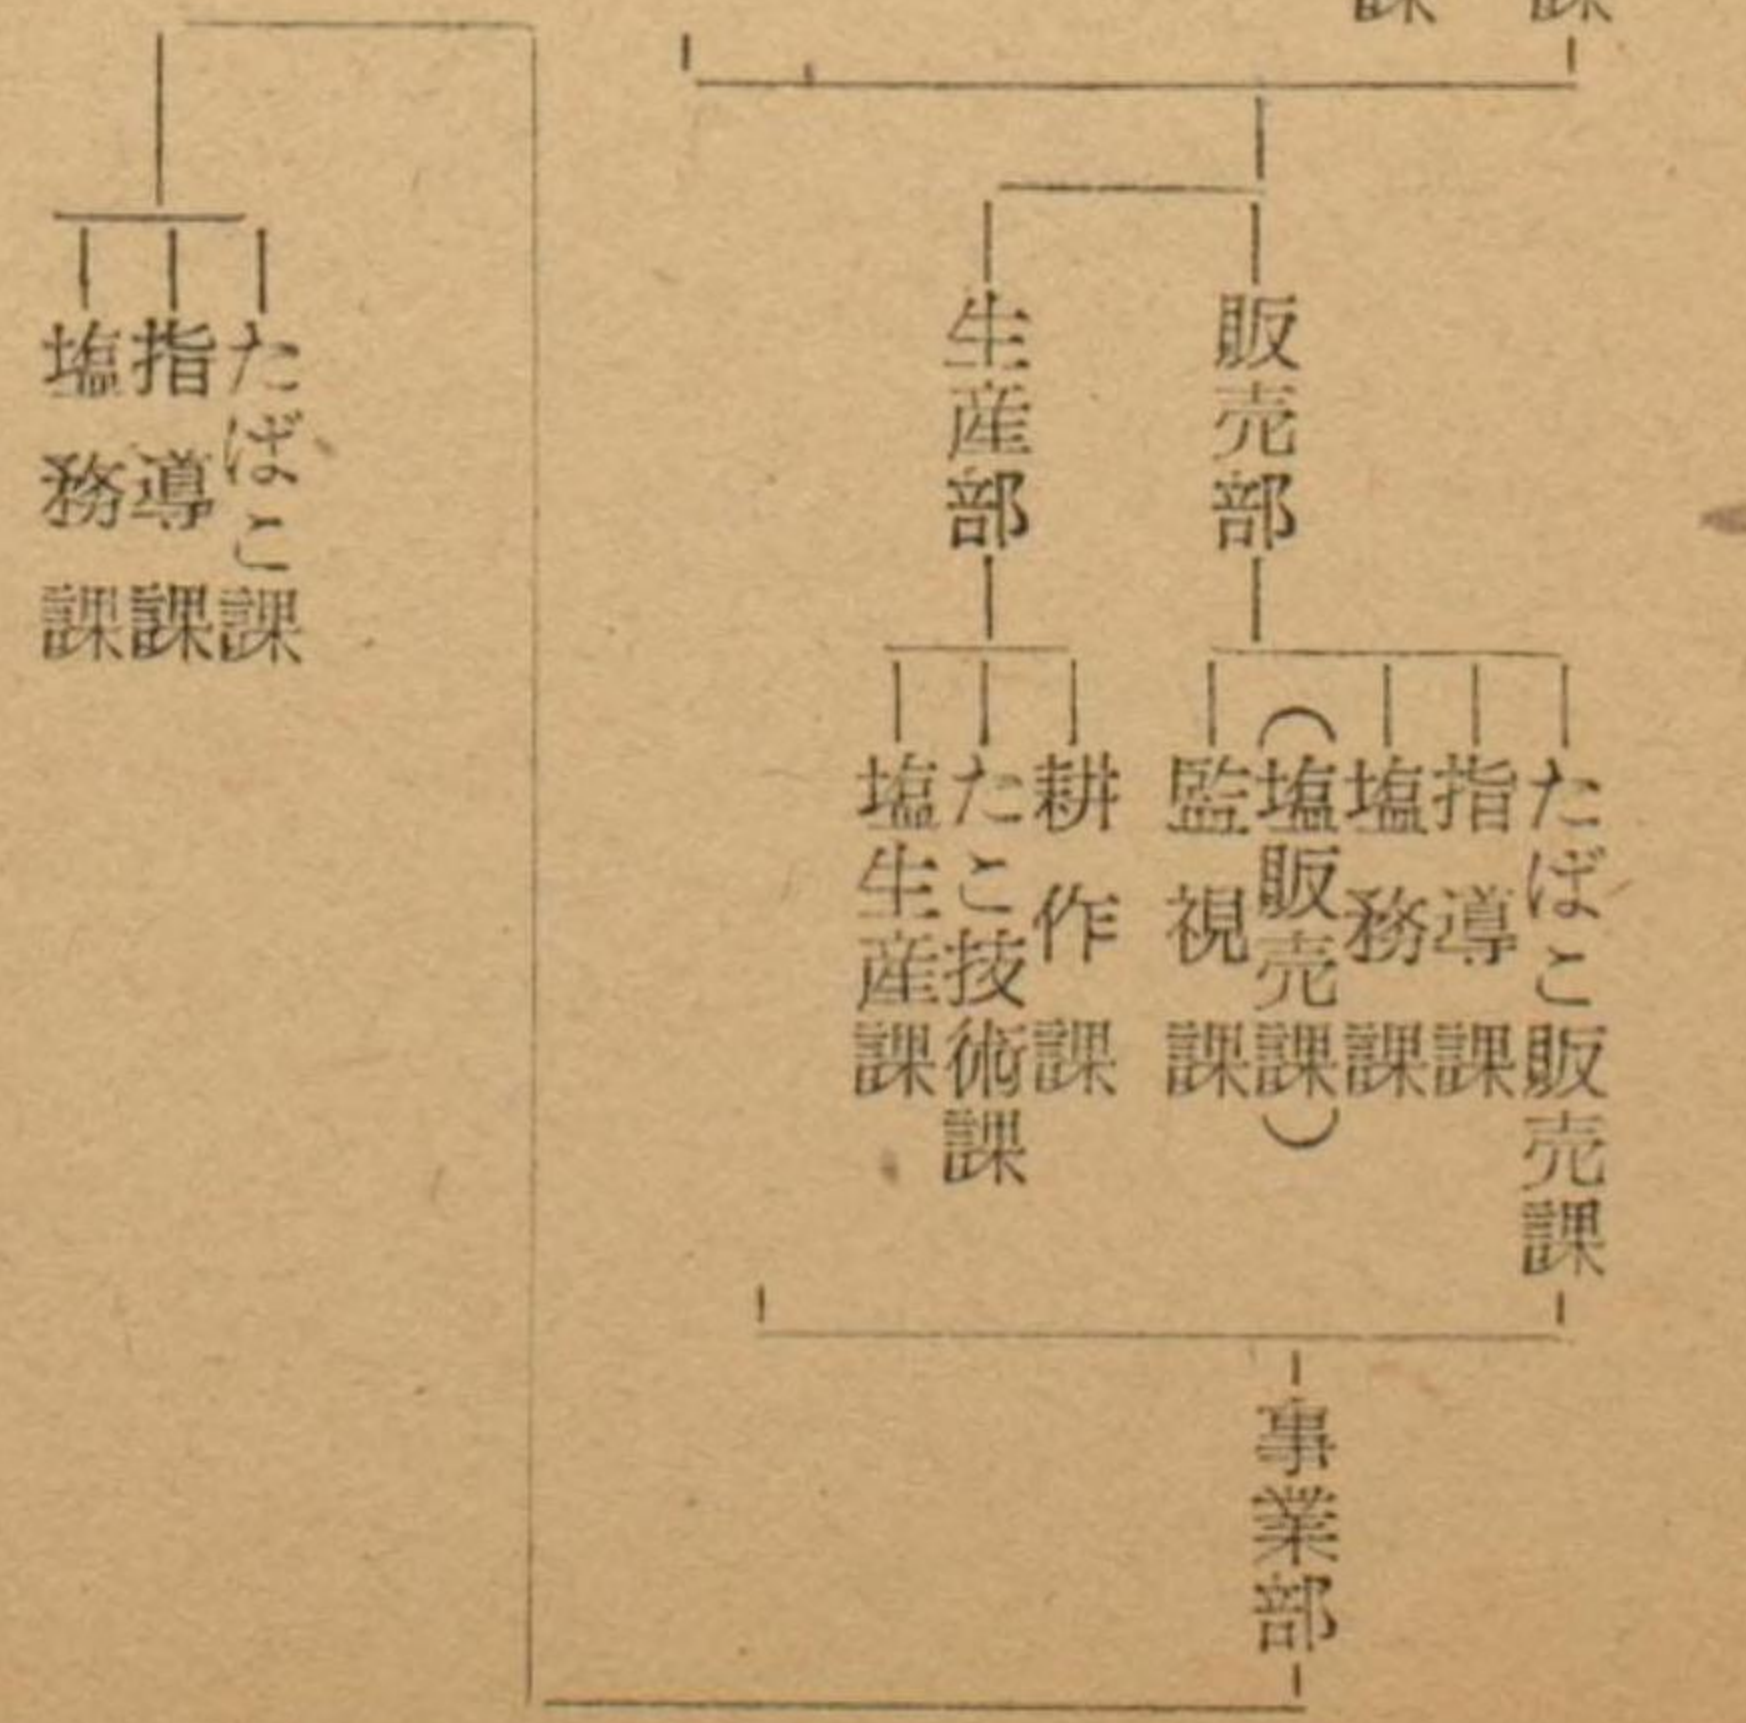 課
課
販売部
たばこ販売課
指導課
塩務課
(塩販売課)
監視課
生産部
耕作課
たこ技術課
塩生産課
事業部
たばこ課
指導課
塩務課